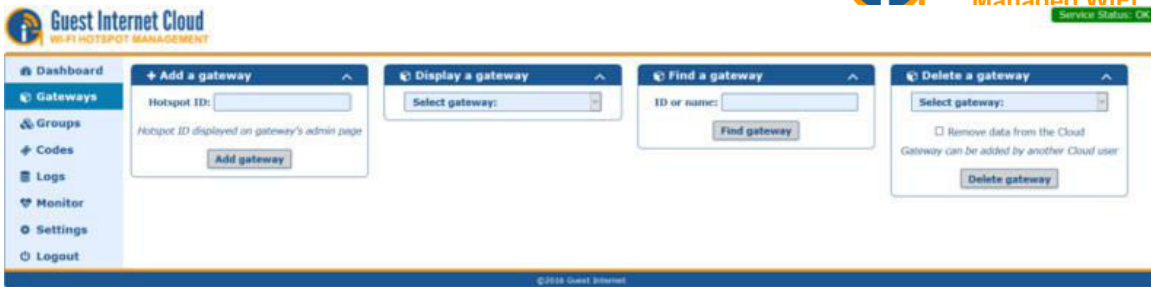 Guest Internet Cloud
WI-FI HOTSPOT MANAGEMENT
Managed WIFI
Service Status: OK
Dashboard
Gateways
Groups
Codes
Logs
Monitor
Settings
Logout
+ Add a gateway
Hotspot ID:
Hotspot ID displayed on gateway's admin page
Add gateway
Display a gateway
Select gateway:
Find a gateway
ID or name:
Find gateway
Delete a gateway
Select gateway:
Remove data from the Cloud
Gateway can be added by another Cloud user
Delete gateway
©2016 Guest Internet